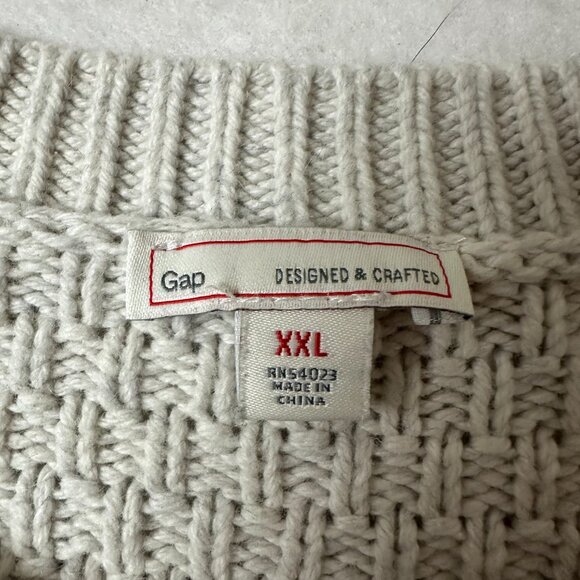 Gap DESIGNED & CRAFTED
XXL
RN54023
MADE IN
CHINA